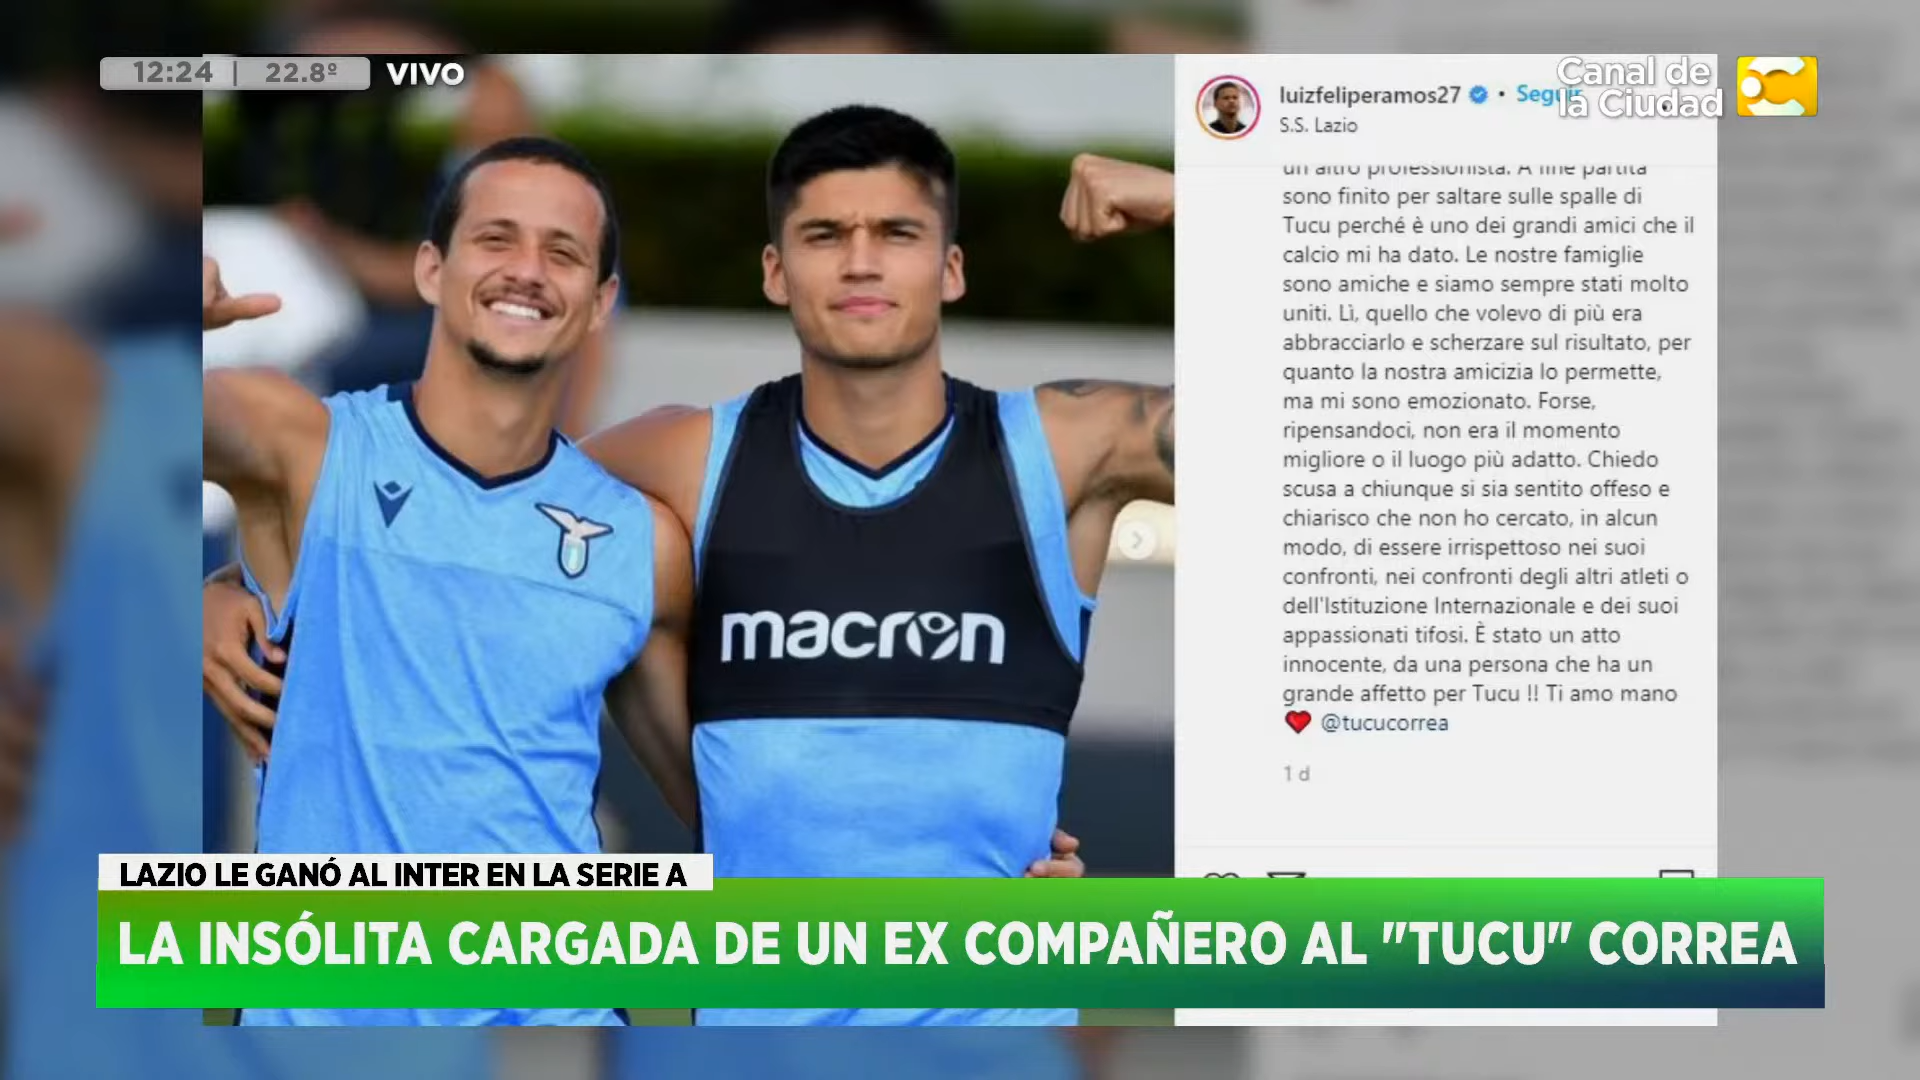 12:24 | 22.8º VIVO
Canal de
la Ciudad
luizfeliperamos27 • Seguir
S.S. Lazio
un altro professionista. A fine partita
sono finito per saltare sulle spalle di
Tucu perché è uno dei grandi amici che il
calcio mi ha dato. Le nostre famiglie
sono amiche e siamo sempre stati molto
uniti. Lì, quello che volevo di più era
abbracciarlo e scherzare sul risultato, per
quanto la nostra amicizia lo permette,
ma mi sono emozionato. Forse,
ripensandoci, non era il momento
migliore o il luogo più adatto. Chiedo
scusa a chiunque si sia sentito offeso e
chiarisco che non ho cercato, in alcun
modo, di essere irrispettoso nei suoi
confronti, nei confronti degli altri atleti o
dell'Istituzione Internazionale e dei suoi
appassionati tifosi. È stato un atto
innocente, da una persona che ha un
grande affetto per Tucu !! Ti amo mano
❤️ @tucucorrea
1 d
macron
LAZIO LE GANÓ AL INTER EN LA SERIE A
LA INSÓLITA CARGADA DE UN EX COMPAÑERO AL "TUCU" CORREA